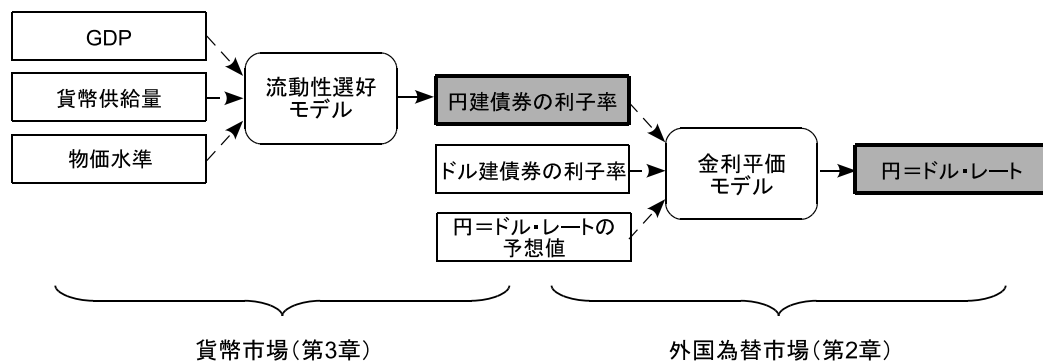 GDP
貨幣供給量
物価水準
流動性選好
モデル
円建債券の利子率
ドル建債券の利子率
円=ドル・レートの
予想値
金利平価
モデル
円=ドル・レート
貨幣市場(第3章)
外国為替市場(第2章)